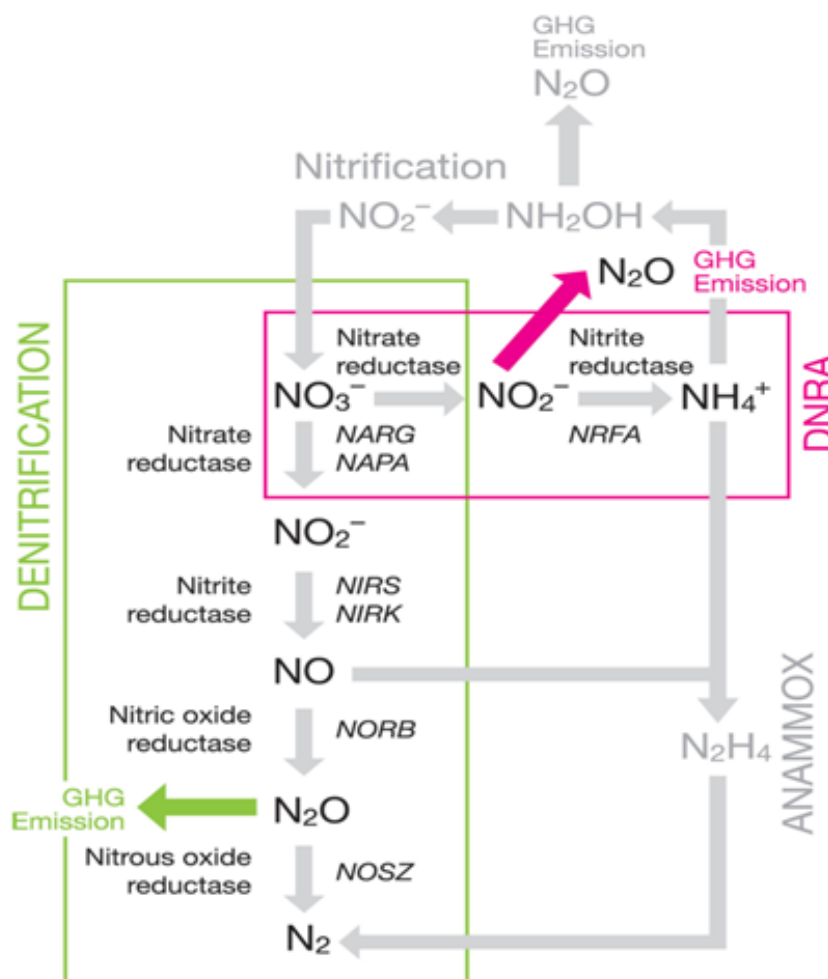 GHG
Emission
N₂O
Nitrification
NO₂⁻
NH₂OH
N₂O
GHG
Emission
DENITRIFICATION
DNRA
Nitrate
reductase
Nitrite
reductase
NO₃⁻
NO₂⁻
NH₄⁺
Nitrate
reductase
NARG
NAPA
NRFA
NO₂⁻
Nitrite
reductase
NIRS
NIRK
NO
Nitric oxide
reductase
NORB
N₂H₄
ANAMMOX
GHG
Emission
N₂O
Nitrous oxide
reductase
NOSZ
N₂